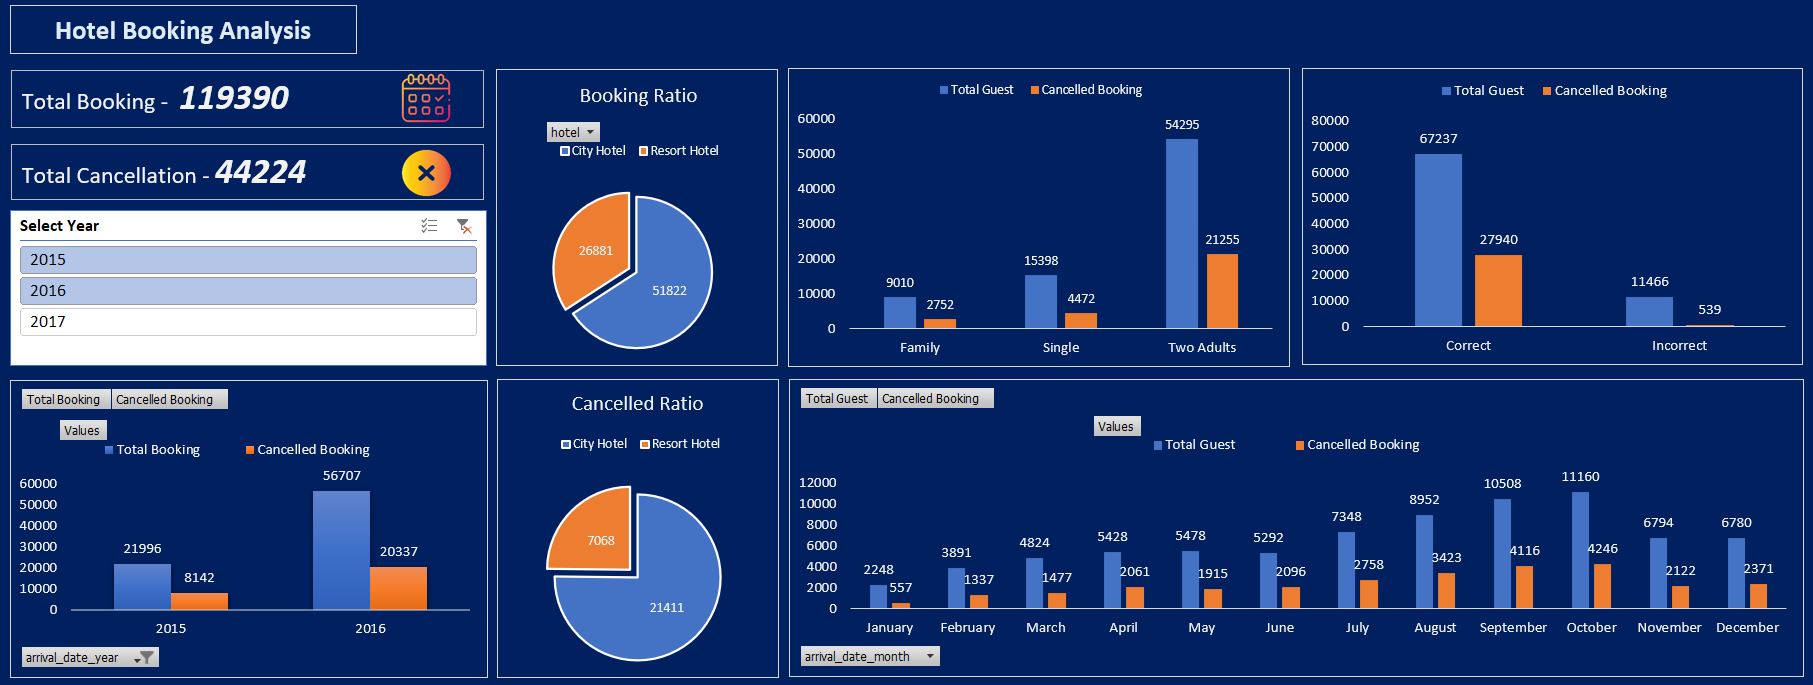 Hotel Booking Analysis
Total Booking - 119390
Total Cancellation - 44224
Select Year
2015
2016
2017
Booking Ratio
hotel
City Hotel Resort Hotel
26881
51822
Total Guest Cancelled Booking
60000
50000
40000
30000
20000
10000
0
9010
2752
15398
4472
54295
21255
Family Single Two Adults
Total Guest Cancelled Booking
80000
70000
60000
50000
40000
30000
20000
10000
0
67237
27940
11466
539
Correct Incorrect
Total Booking Cancelled Booking
Values
Total Booking Cancelled Booking
60000
50000
40000
30000
20000
10000
0
21996
8142
56707
20337
2015 2016
arrival_date_year
Cancelled Ratio
City Hotel Resort Hotel
7068
21411
Total Guest Cancelled Booking
Values
Total Guest Cancelled Booking
12000
10000
8000
6000
4000
2000
0
2248 557
3891 1337
4824 1477
5428 2061
5478 1915
5292 2096
7348 2758
8952 3423
10508 4116
11160 4246
6794 2122
6780 2371
January February March April May June July August September October November December
arrival_date_month